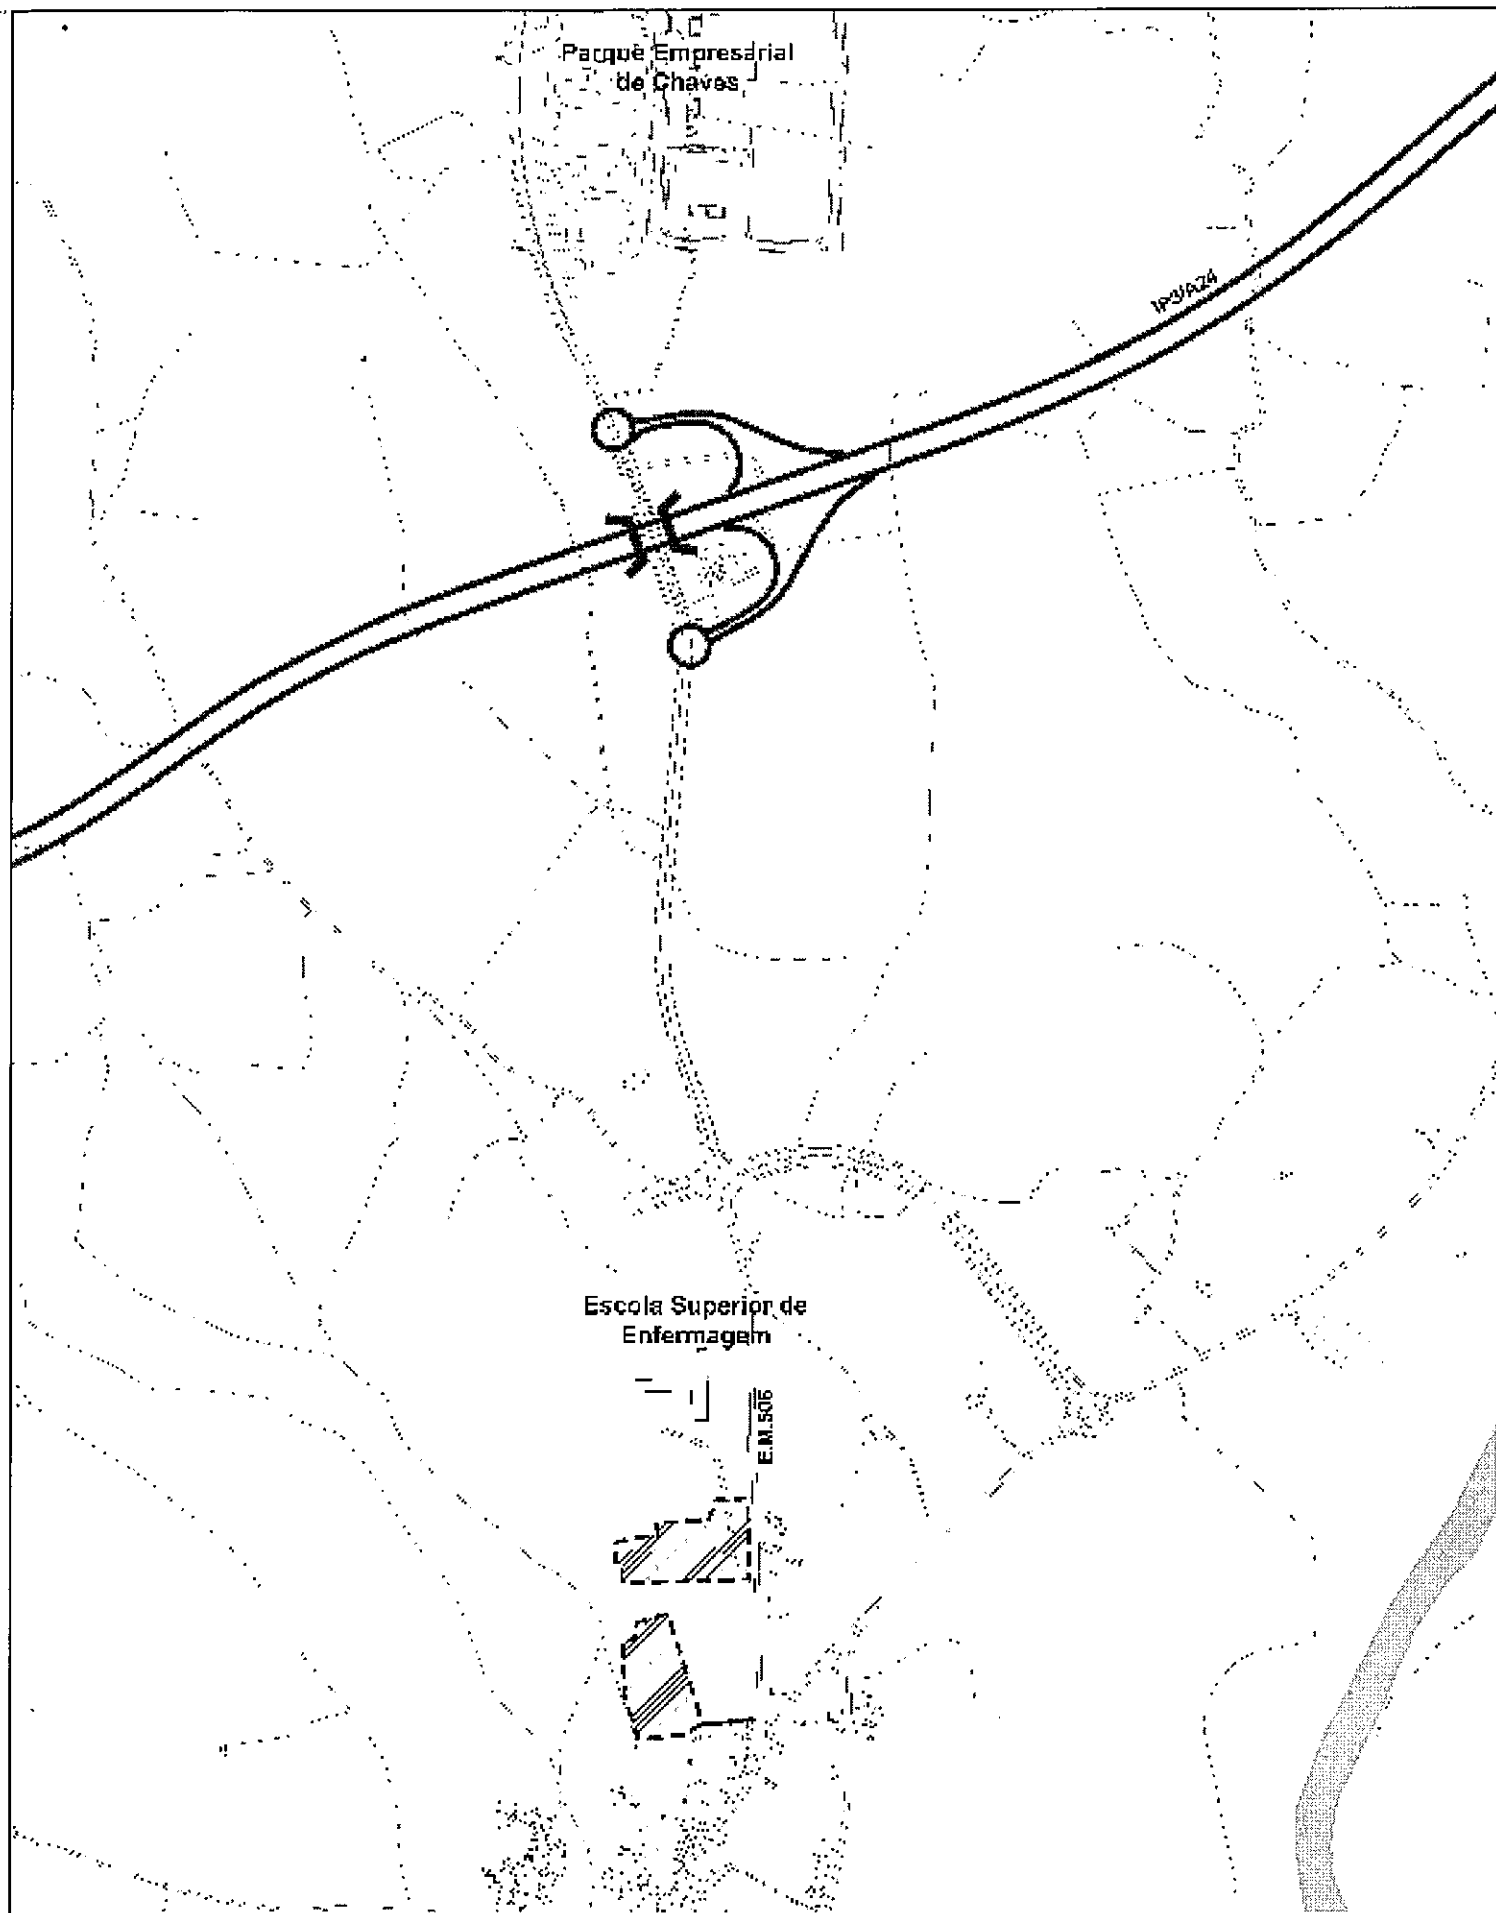 Parque Empresarial
de Chaves
IP3/A24
Escola Superior de
Enfermagem
E.M.506